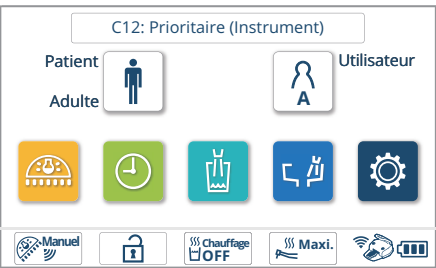 C12: Prioritaire (Instrument)
Patient
Utilisateur
Adulte
A
Manuel
Chauffage
OFF
Maxi.